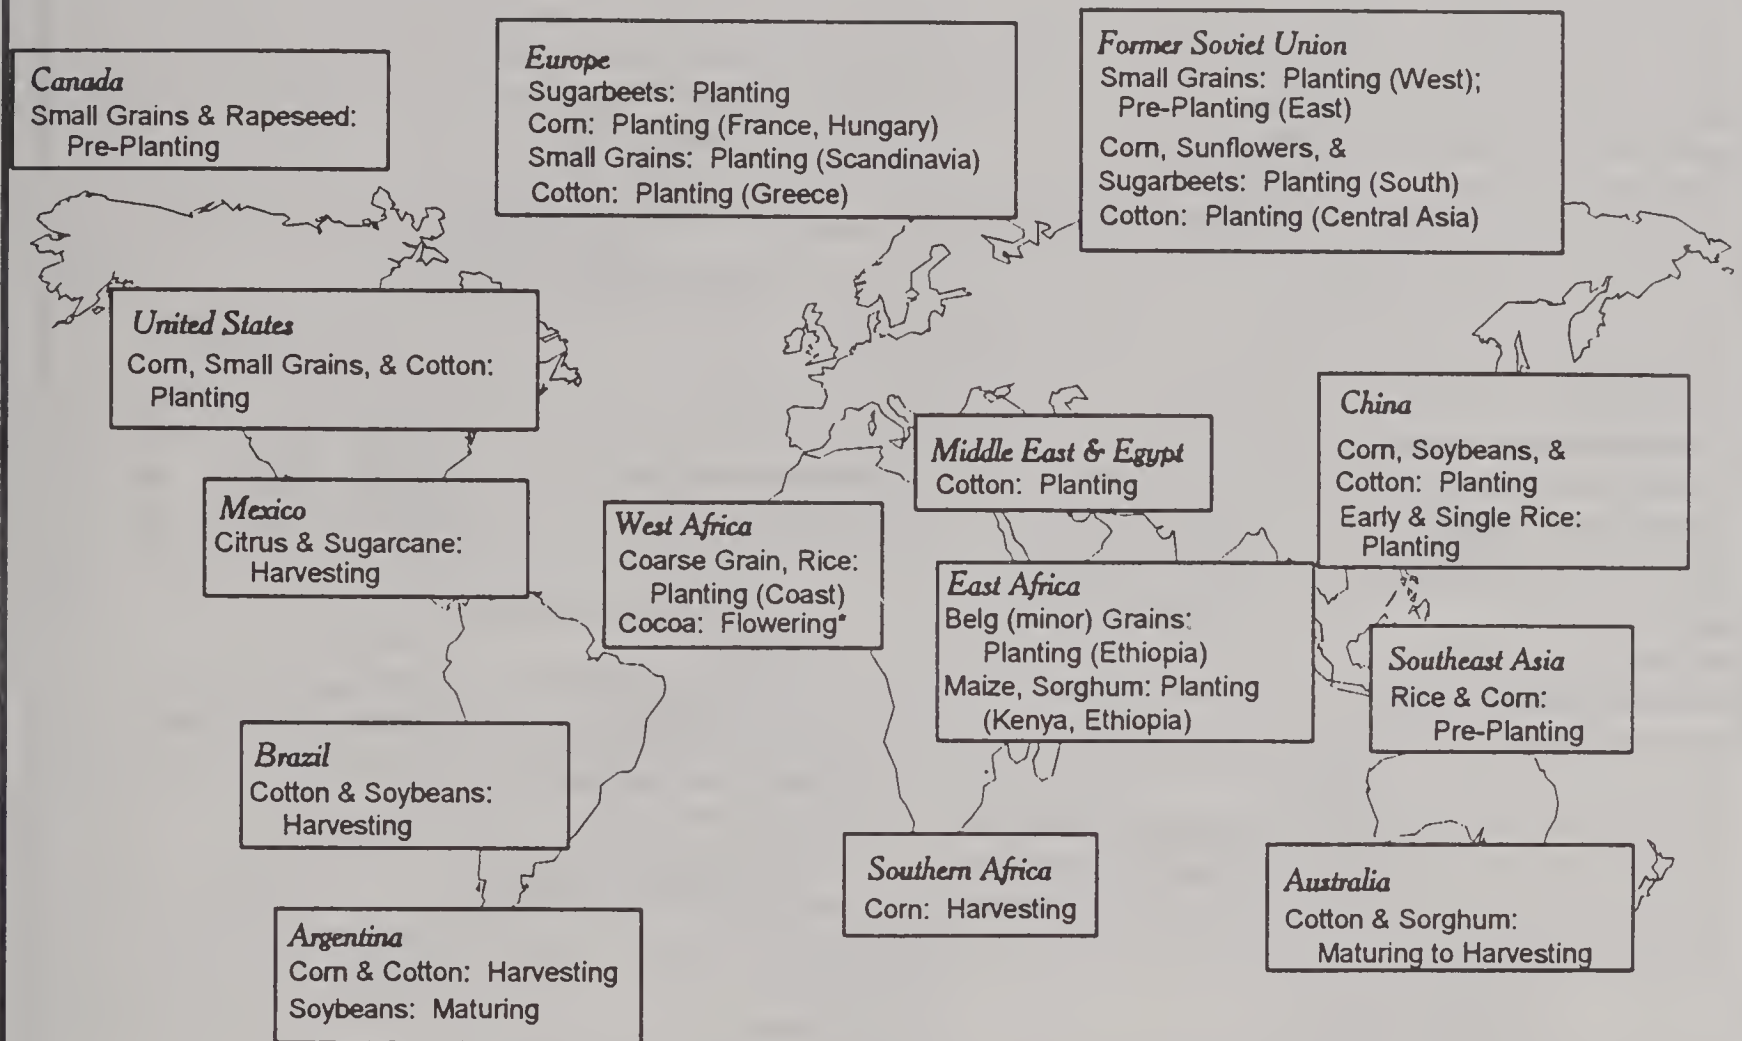 Canada
Small Grains & Rapeseed:
Pre-Planting
Europe
Sugarbeets: Planting
Corn: Planting (France, Hungary)
Small Grains: Planting (Scandinavia)
Cotton: Planting (Greece)
Former Soviet Union
Small Grains: Planting (West);
Pre-Planting (East)
Corn, Sunflowers, &
Sugarbeets: Planting (South)
Cotton: Planting (Central Asia)
United States
Corn, Small Grains, & Cotton:
Planting
Middle East & Egypt
Cotton: Planting
China
Corn, Soybeans, &
Cotton: Planting
Early & Single Rice:
Planting
Mexico
Citrus & Sugarcane:
Harvesting
West Africa
Coarse Grain, Rice:
Planting (Coast)
Cocoa: Flowering*
East Africa
Belg (minor) Grains:
Planting (Ethiopia)
Maize, Sorghum: Planting
(Kenya, Ethiopia)
Southeast Asia
Rice & Corn:
Pre-Planting
Brazil
Cotton & Soybeans:
Harvesting
Southern Africa
Corn: Harvesting
Australia
Cotton & Sorghum:
Maturing to Harvesting
Argentina
Corn & Cotton: Harvesting
Soybeans: Maturing